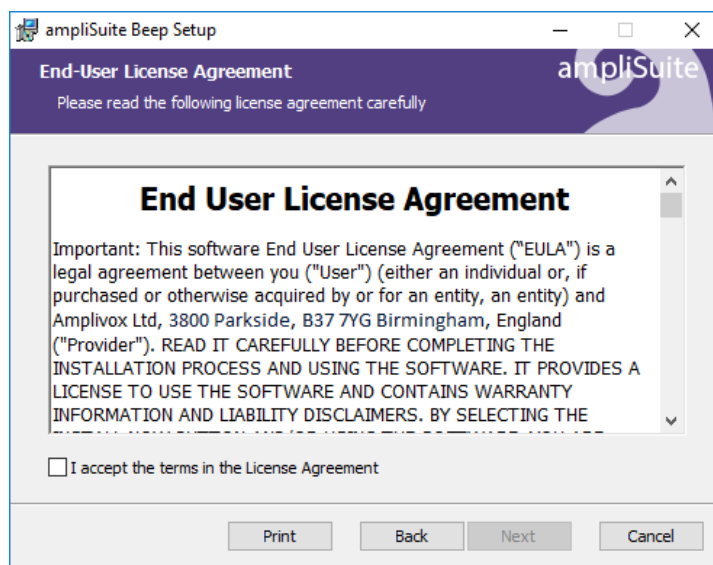 ampliSuite Beep Setup
End-User License Agreement
ampliSuite
Please read the following license agreement carefully
End User License Agreement
Important: This software End User License Agreement ("EULA") is a
legal agreement between you ("User") (either an individual or, if
purchased or otherwise acquired by or for an entity, an entity) and
Amplivox Ltd, 3800 Parkside, B37 7YG Birmingham, England
("Provider"). READ IT CAREFULLY BEFORE COMPLETING THE
INSTALLATION PROCESS AND USING THE SOFTWARE. IT PROVIDES A
LICENSE TO USE THE SOFTWARE AND CONTAINS WARRANTY
INFORMATION AND LIABILITY DISCLAIMERS. BY SELECTING THE
I accept the terms in the License Agreement
Print
Back
Next
Cancel